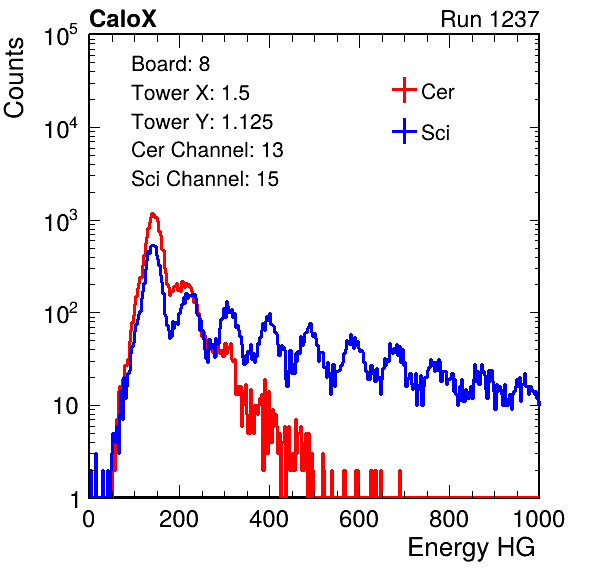 CaloX Run 1237
Counts
Board: 8
Tower X: 1.5
Tower Y: 1.125
Cer Channel: 13
Sci Channel: 15
Cer
Sci
10^5
10^4
10^3
10^2
10
1
0 200 400 600 800 1000
Energy HG